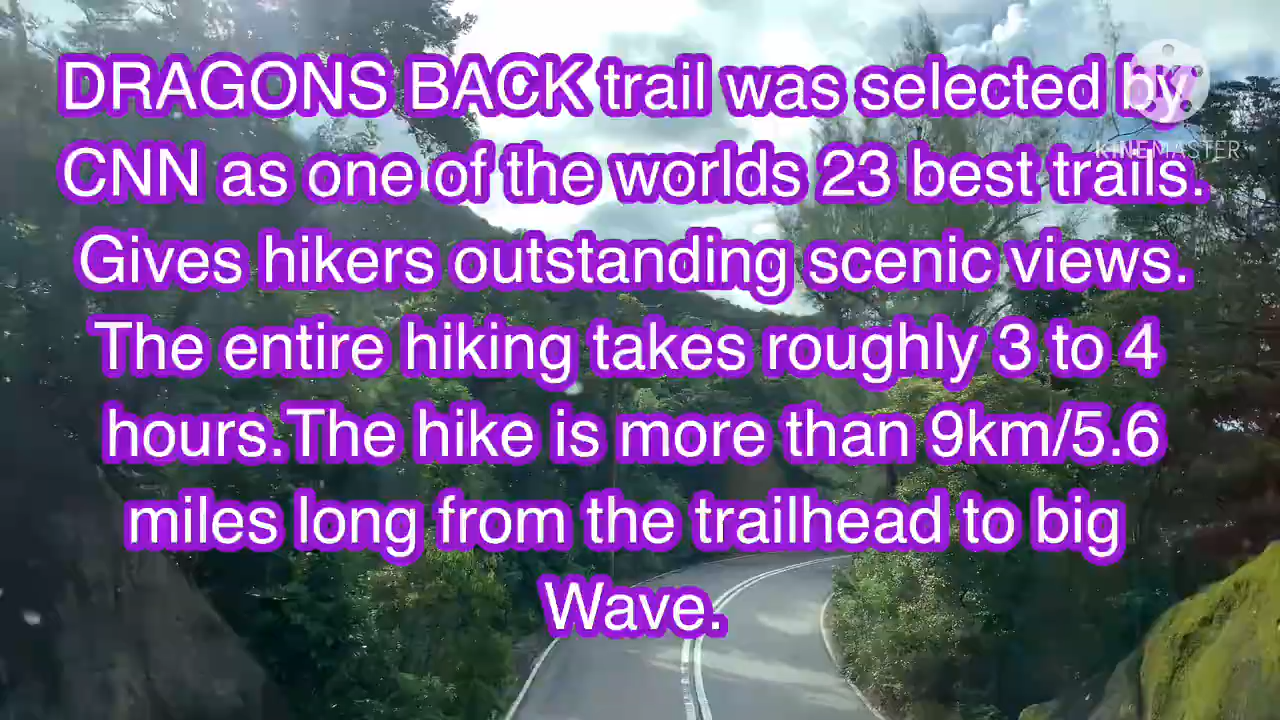 DRAGONS BACK trail was selected by
CNN as one of the worlds 23 best trails.
Gives hikers outstanding scenic views.
The entire hiking takes roughly 3 to 4
hours.The hike is more than 9km/5.6
miles long from the trailhead to big
Wave.
KINEMASTER